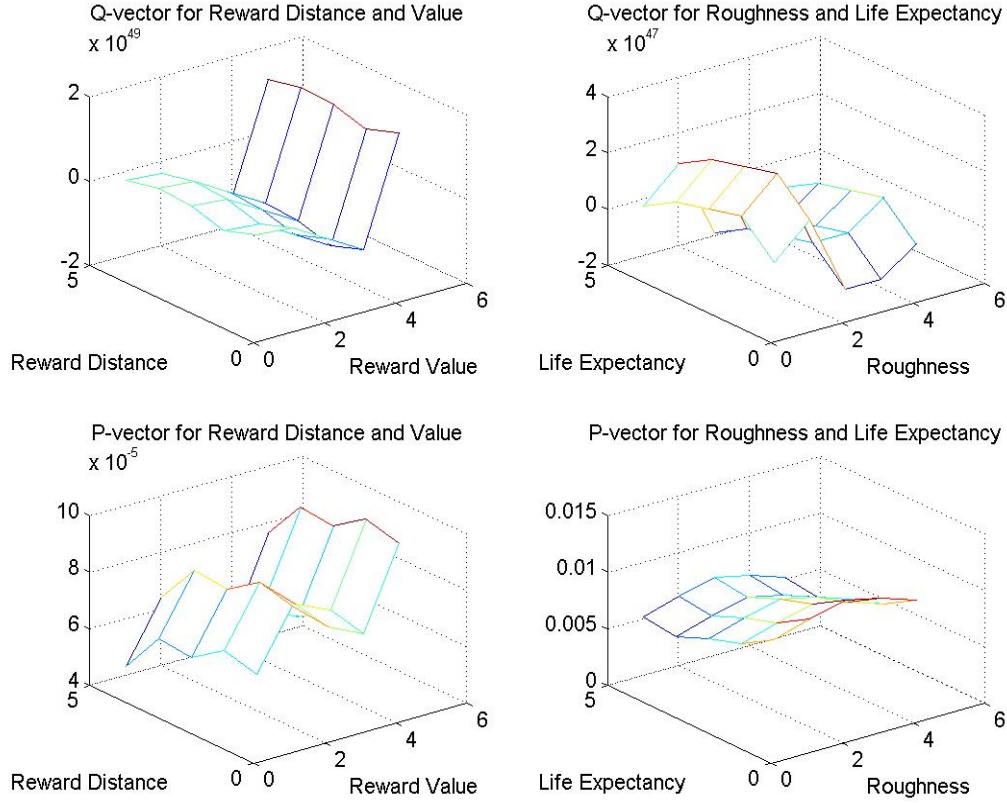 Q-vector for Reward Distance and Value
x 10^49
2
0
-2
5
0
0
2
4
6
Reward Distance
Reward Value
Q-vector for Roughness and Life Expectancy
x 10^47
4
2
0
-2
5
0
0
2
4
6
Life Expectancy
Roughness
P-vector for Reward Distance and Value
x 10^-5
10
8
6
4
5
0
0
2
4
6
Reward Distance
Reward Value
P-vector for Roughness and Life Expectancy
0.015
0.01
0.005
0
5
0
0
2
4
6
Life Expectancy
Roughness